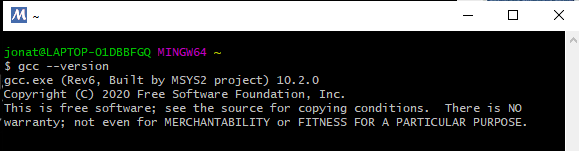 jonat@LAPTOP-01DBBFGQ MINGW64 ~
$ gcc --version
gcc.exe (Rev6, Built by MSYS2 project) 10.2.0
Copyright (C) 2020 Free Software Foundation, Inc.
This is free software; see the source for copying conditions.  There is NO
warranty; not even for MERCHANTABILITY or FITNESS FOR A PARTICULAR PURPOSE.